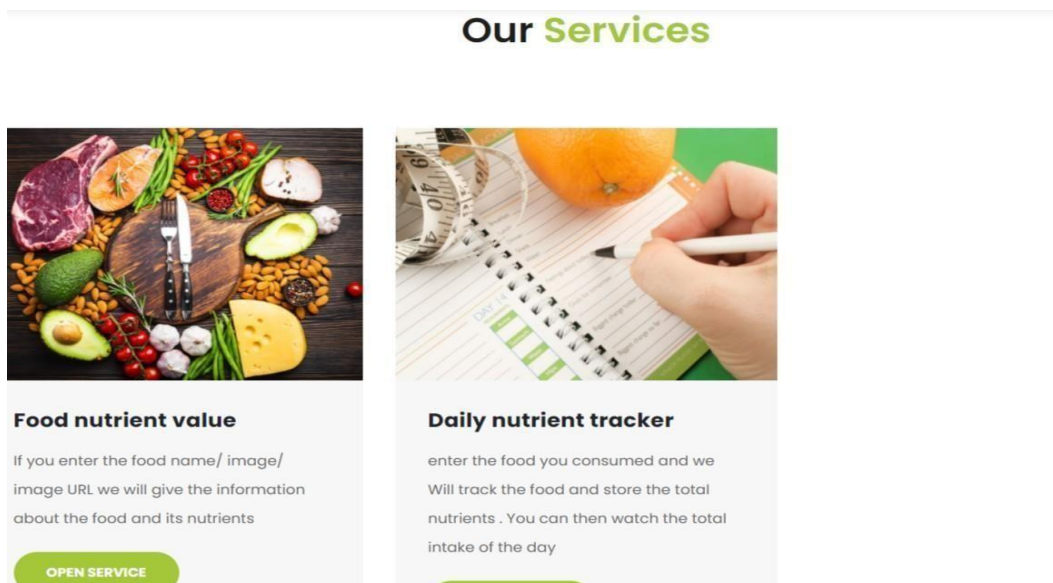 Our Services
Food nutrient value
If you enter the food name/ image/
image URL we will give the information
about the food and its nutrients
OPEN SERVICE
Daily nutrient tracker
enter the food you consumed and we
Will track the food and store the total
nutrients . You can then watch the total
intake of the day
DAY 14